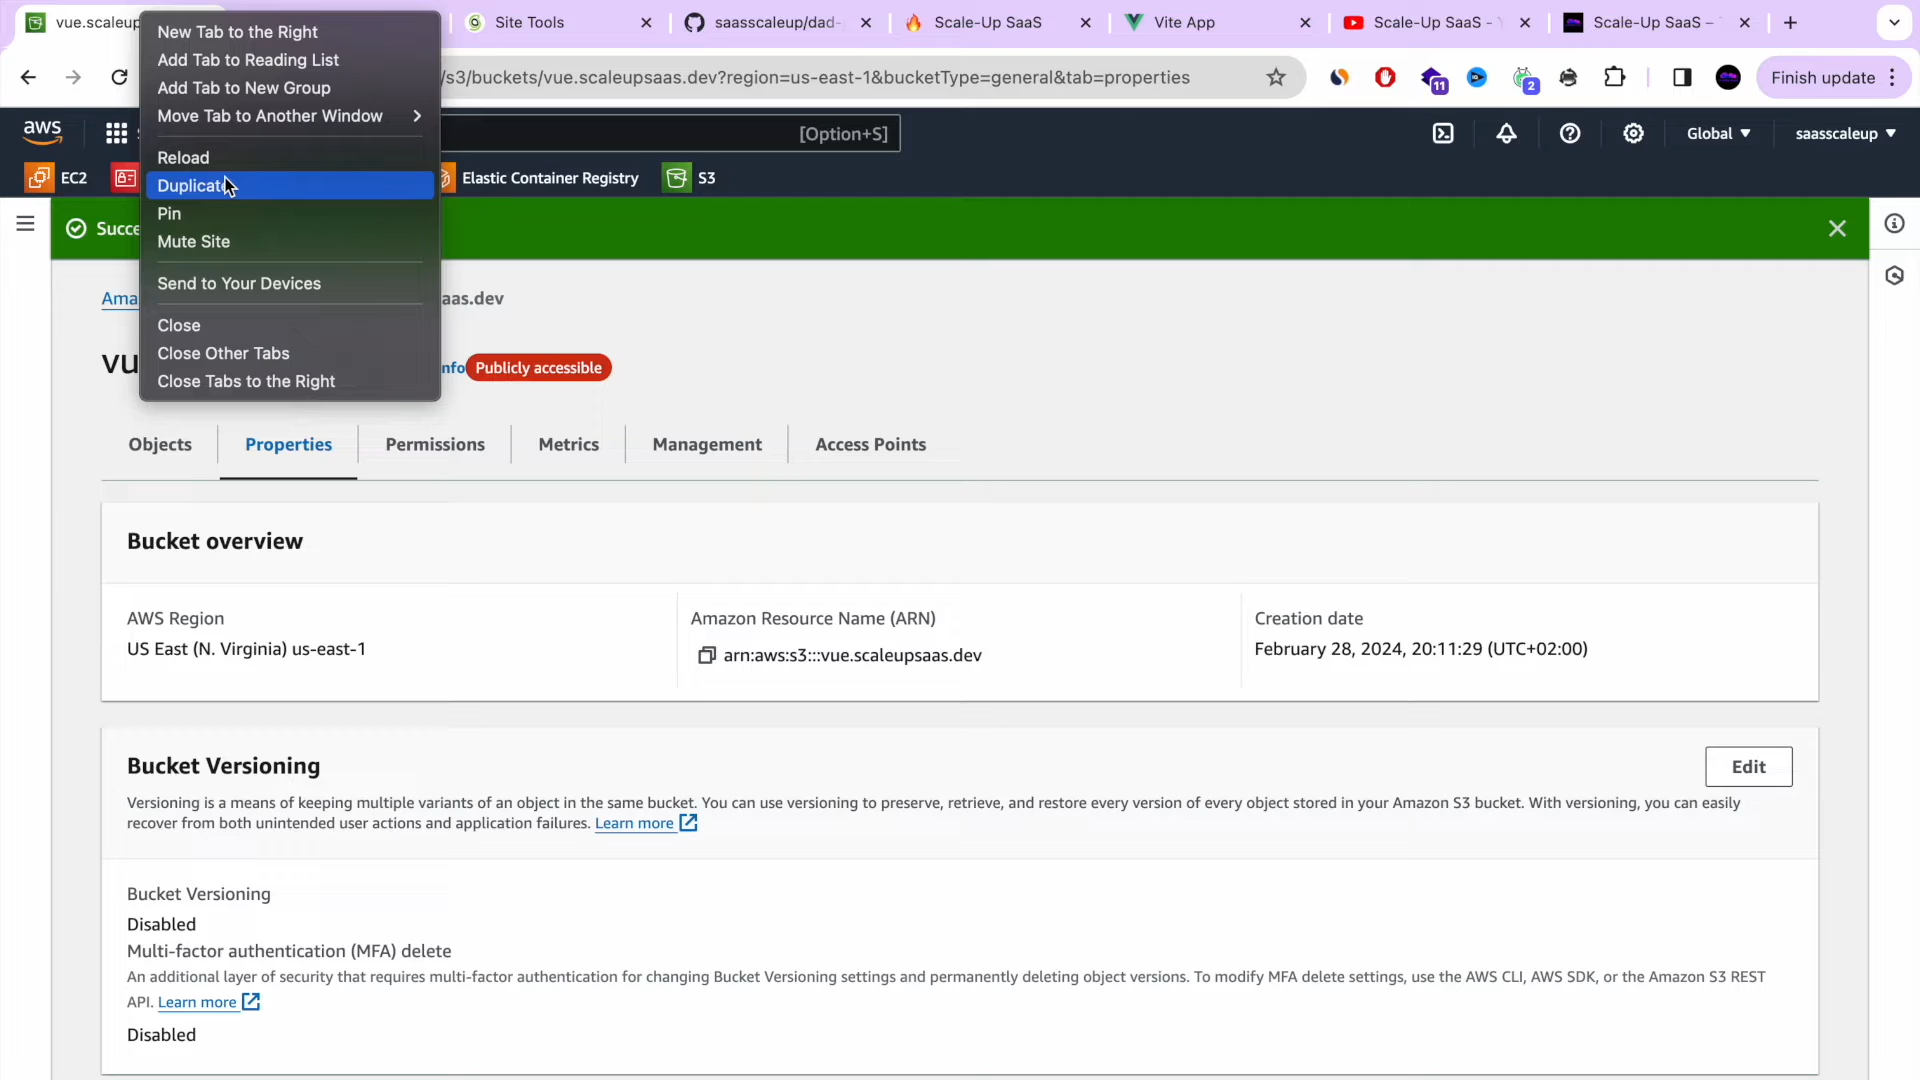 vue.scaleup
Site Tools
saasscaleup/dad-
Scale-Up SaaS
Vite App
Scale-Up SaaS -
Scale-Up SaaS –
New Tab to the Right
Add Tab to Reading List
Add Tab to New Group
Move Tab to Another Window
Reload
Duplicate
Pin
Mute Site
Send to Your Devices
Close
Close Other Tabs
Close Tabs to the Right
/s3/buckets/vue.scaleupsaas.dev?region=us-east-1&bucketType=general&tab=properties
11
2
Finish update
aws
[Option+S]
Global
saasscaleup
EC2
Elastic Container Registry
S3
Succe
Ama
aas.dev
vu
nfo
Publicly accessible
Objects
Properties
Permissions
Metrics
Management
Access Points
Bucket overview
AWS Region
US East (N. Virginia) us-east-1
Amazon Resource Name (ARN)
arn:aws:s3:::vue.scaleupsaas.dev
Creation date
February 28, 2024, 20:11:29 (UTC+02:00)
Bucket Versioning
Edit
Versioning is a means of keeping multiple variants of an object in the same bucket. You can use versioning to preserve, retrieve, and restore every version of every object stored in your Amazon S3 bucket. With versioning, you can easily
recover from both unintended user actions and application failures. Learn more
Bucket Versioning
Disabled
Multi-factor authentication (MFA) delete
An additional layer of security that requires multi-factor authentication for changing Bucket Versioning settings and permanently deleting object versions. To modify MFA delete settings, use the AWS CLI, AWS SDK, or the Amazon S3 REST
API. Learn more
Disabled